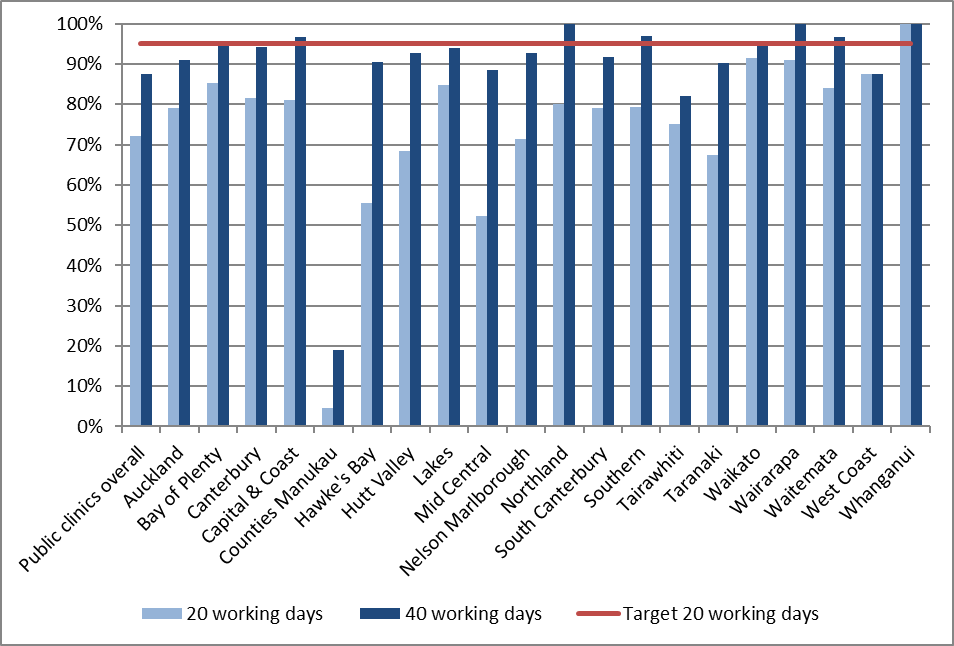 100%
90%
80%
70%
60%
50%
40%
30%
20%
10%
0%
Public clinics overall
Auckland
Bay of Plenty
Canterbury
Capital & Coast
Counties Manukau
Hawke's Bay
Hutt Valley
Lakes
Mid Central
Nelson Marlborough
Northland
South Canterbury
Southern
Tairawhiti
Taranaki
Waikato
Wairarapa
Waitemata
West Coast
Whanganui
20 working days
40 working days
Target 20 working days